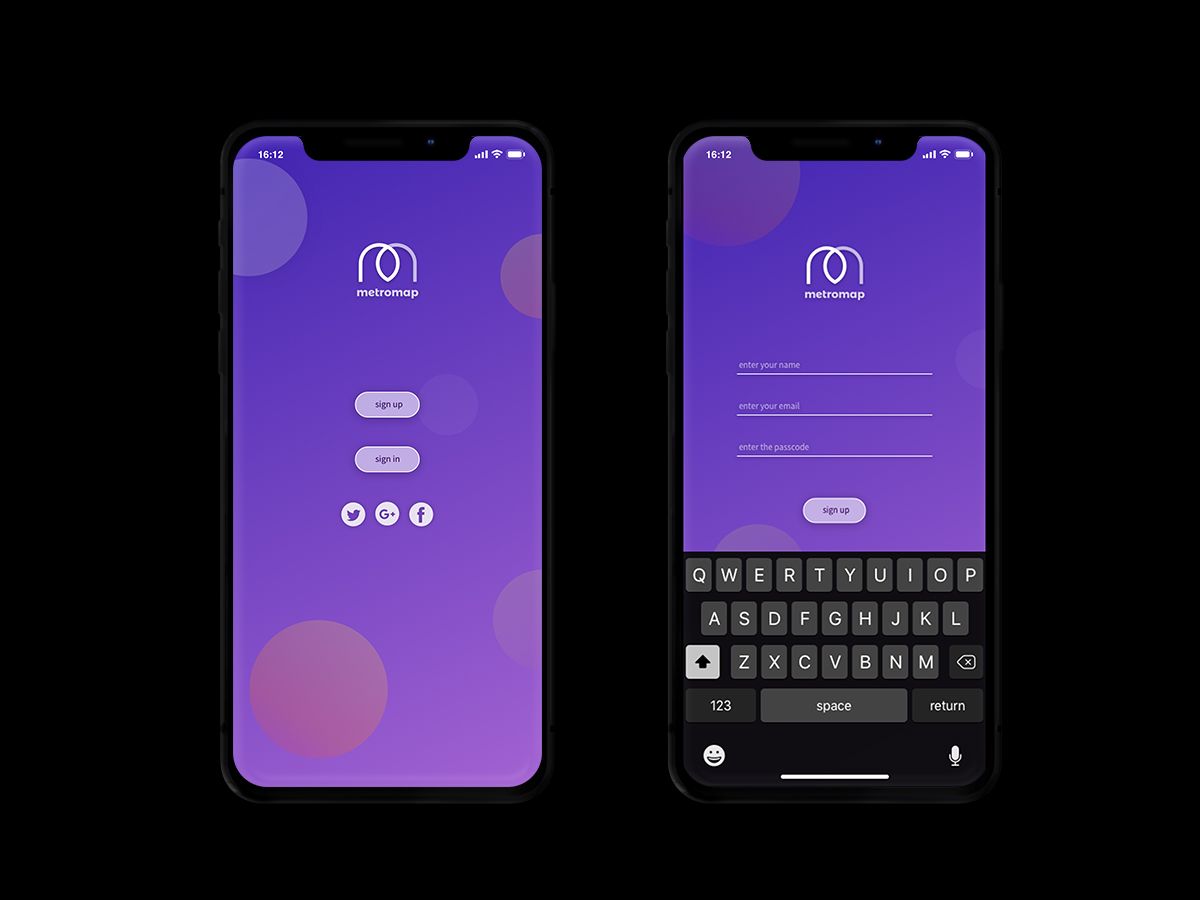 16:12
metromap
sign up
sign in
G+
f
16:12
metromap
enter your name
enter your email
enter the passcode
sign up
Q W E R T Y U I O P
A S D F G H J K L
Z X C V B N M
123 space return